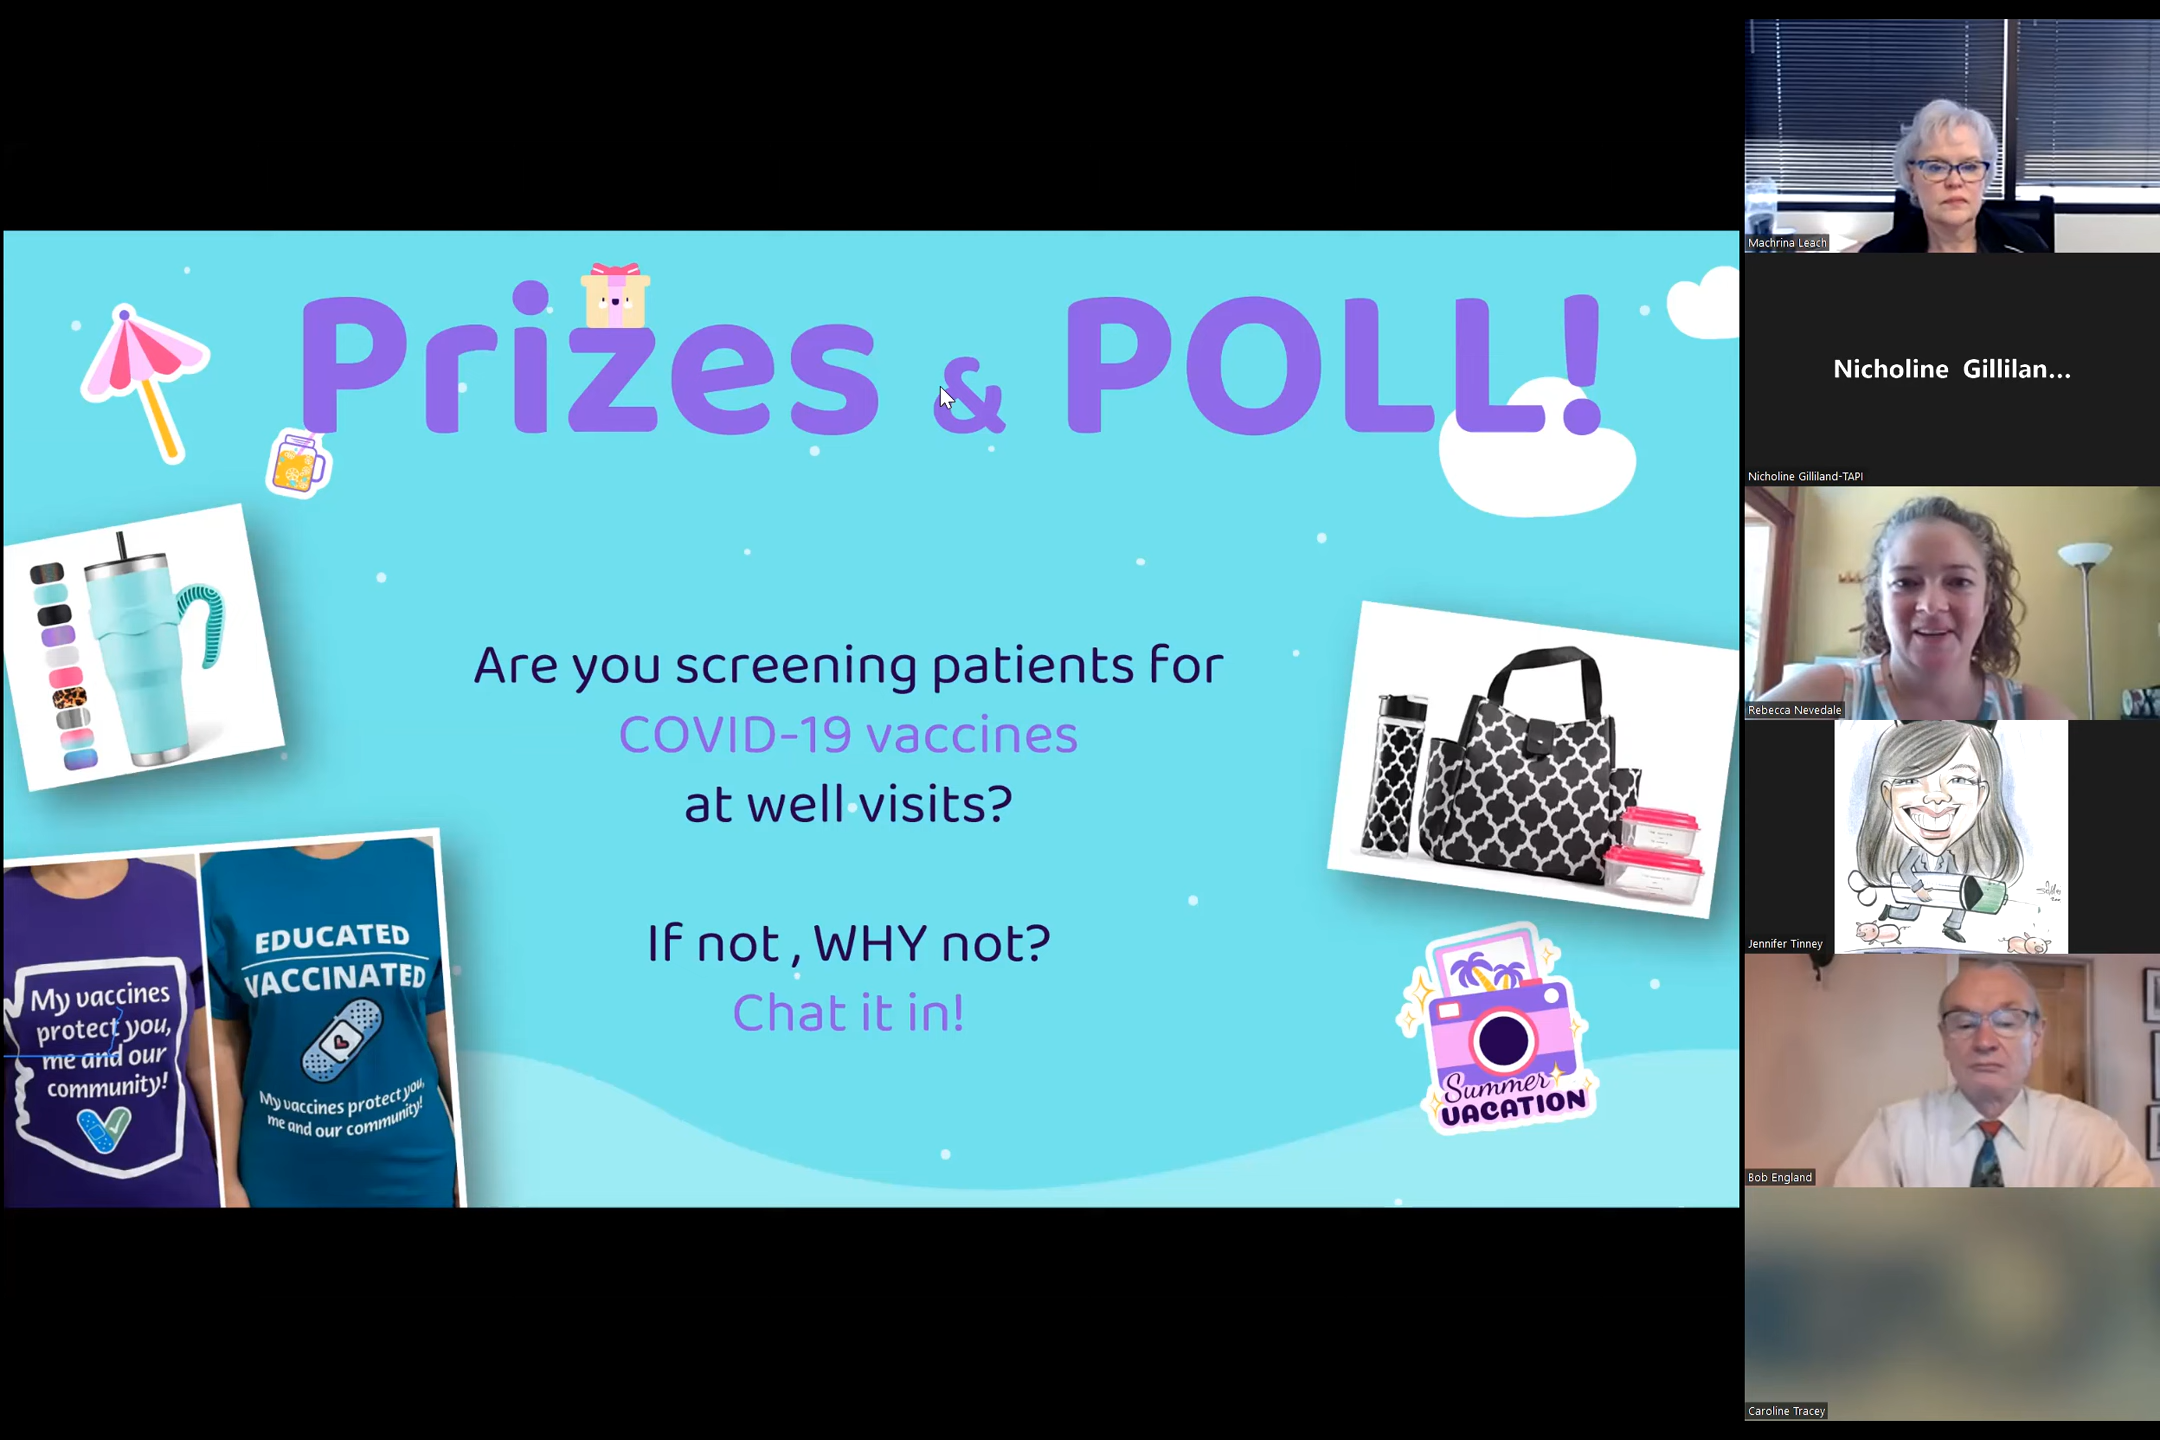 Prizes & POLL!
Are you screening patients for
COVID-19 vaccines
at well visits?
If not , WHY not?
Chat it in!
My vaccines
protect you,
me and our
community!
EDUCATED
VACCINATED
My vaccines protect you,
me and our community!
Summer
VACATION
Machrina Leach
Nicholine Gillilan...
Nicholine Gilliland-TAPI
Rebecca Nevedale
Jennifer Tinney
Bob England
Caroline Tracey